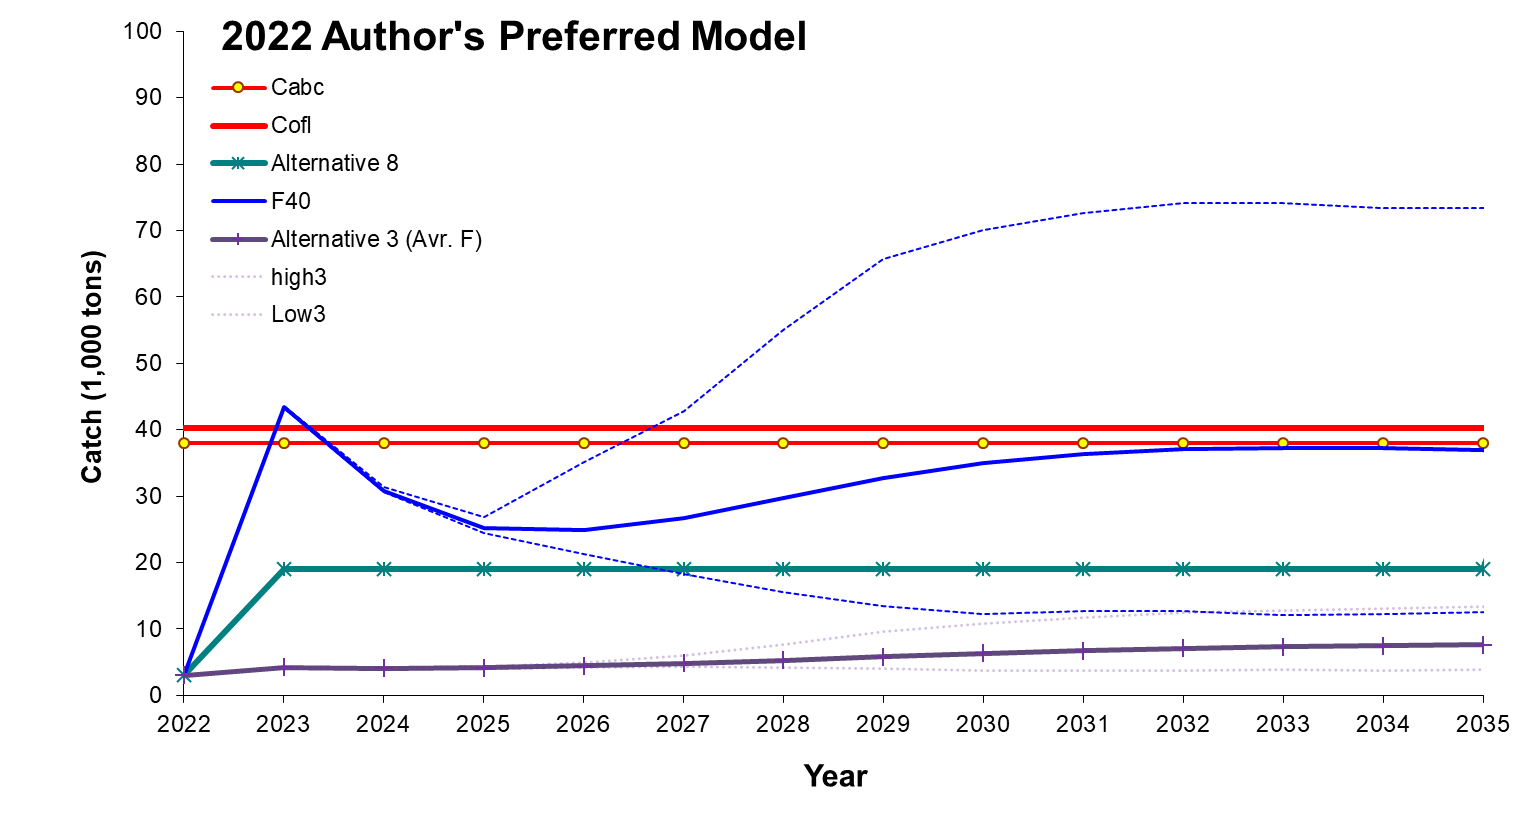 2022 Author's Preferred Model
Cabc
Cofl
Alternative 8
F40
Alternative 3 (Avr. F)
high3
Low3
Catch (1,000 tons)
100
90
80
70
60
50
40
30
20
10
0
2022 2023 2024 2025 2026 2027 2028 2029 2030 2031 2032 2033 2034 2035
Year